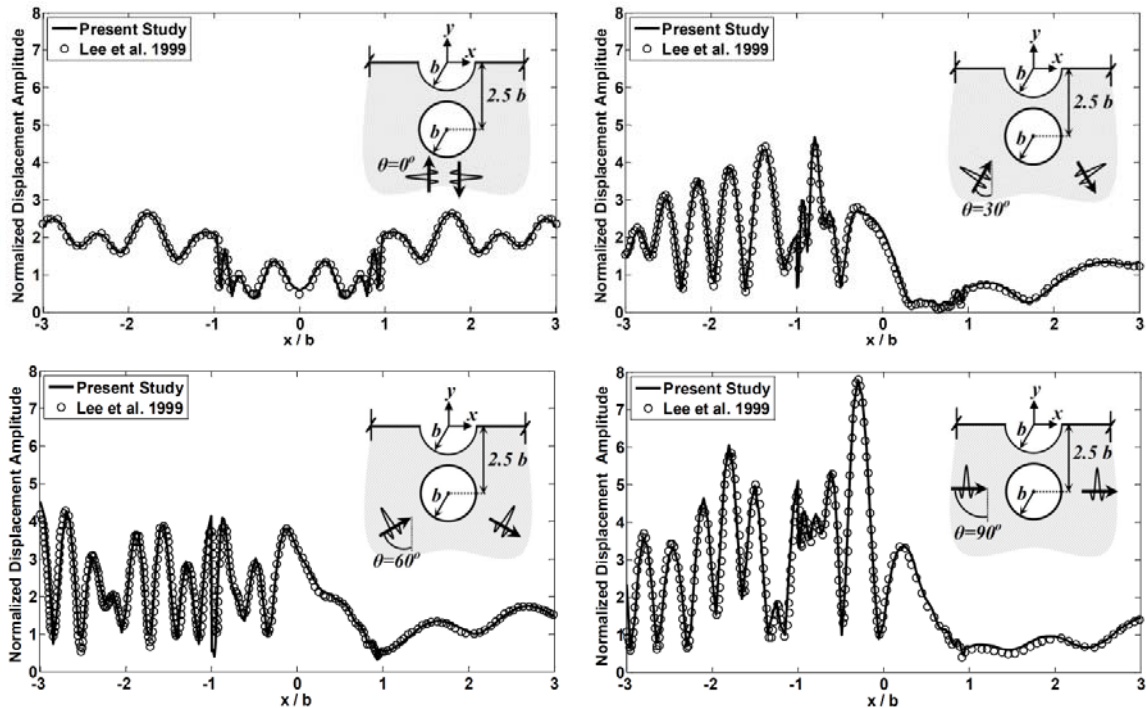 Present Study
Lee et al. 1999
Normalized Displacement Amplitude
8
7
6
5
4
3
2
1
0
-3
-2
-1
0
1
2
3
x / b
y
x
b
2.5 b
b
θ=0°
Present Study
Lee et al. 1999
Normalized Displacement Amplitude
8
7
6
5
4
3
2
1
0
-3
-2
-1
0
1
2
3
x / b
y
x
b
2.5 b
b
θ=30°
Present Study
Lee et al. 1999
Normalized Displacement Amplitude
8
7
6
5
4
3
2
1
0
-3
-2
-1
0
1
2
3
x / b
y
x
b
2.5 b
b
θ=60°
Present Study
Lee et al. 1999
Normalized Displacement Amplitude
8
7
6
5
4
3
2
1
0
-3
-2
-1
0
1
2
3
x / b
y
x
b
2.5 b
b
θ=90°